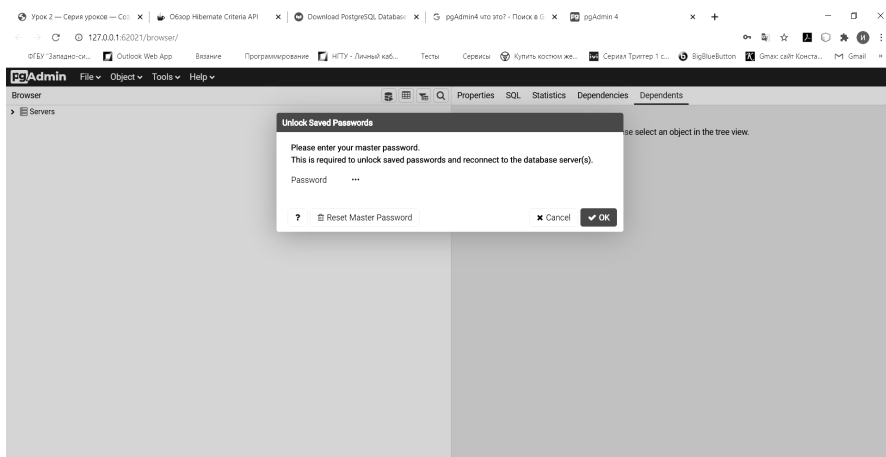 Урок 2 — Серия уроков — Соз
Обзор Hibernate Criteria API
Download PostgreSQL Database
pgAdmin4 что это? - Поиск в G
pgAdmin 4
127.0.0.1:62021/browser/
ФГБУ "Западно-си...
Outlook Web App
Вязание
Программирование
НГТУ - Личный каб...
Тесты
Сервисы
Купить костюм же...
Сериал Триггер 1 с...
BigBlueButton
Gmax: сайт Конста...
Gmail
»
pgAdmin File Object Tools Help
Browser
Properties SQL Statistics Dependencies Dependents
Servers
se select an object in the tree view.
Unlock Saved Passwords
Please enter your master password.
This is required to unlock saved passwords and reconnect to the database server(s).
Password •••
? Reset Master Password
Cancel OK